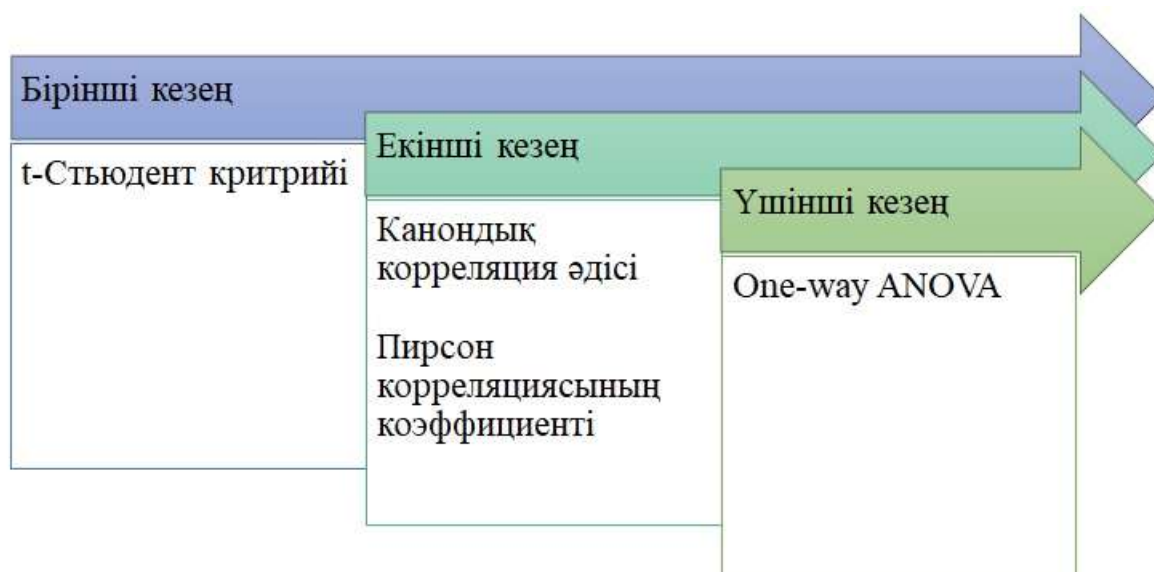 Бірінші кезең
t-Стьюдент критрийі
Екінші кезең
Канондық
корреляция әдісі
Пирсон
корреляциясының
коэффициенті
Үшінші кезең
One-way ANOVA